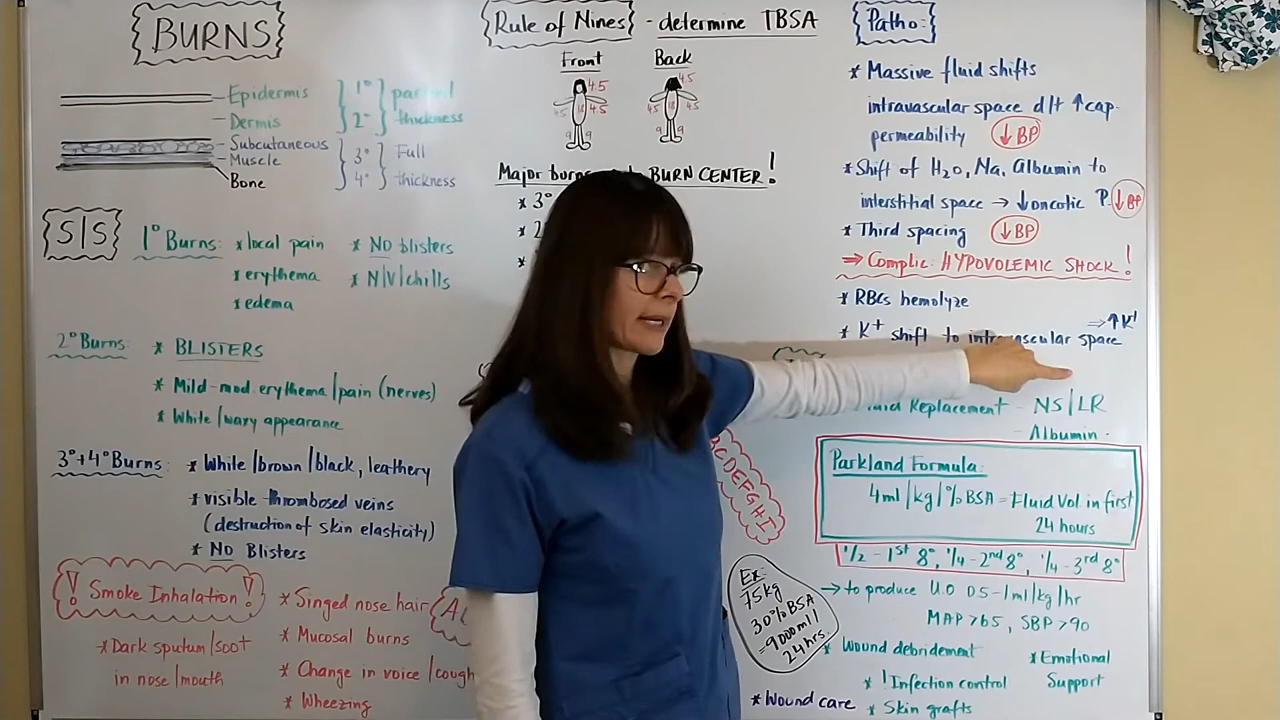 BURNS
Epidermis
Dermis
Subcutaneous
Muscle
Bone
1°
2°
partial
thickness
3°
4°
Full
thickness
S|S
1° Burns: * local pain
* erythema
* edema
* NO blisters
* N/V/chills
2° Burns: * BLISTERS
* Mild-mod. erythema/pain (nerves)
* White/waxy appearance
3°+4° Burns: * White/brown/black, leathery
* visible thrombosed veins
(destruction of skin elasticity)
* NO Blisters
! Smoke Inhalation !
* Dark sputum/soot
in nose/mouth
* Singed nose hair
* Mucosal burns
* Change in voice/cough
* Wheezing
Rule of Nines - determine TBSA
Front
4.5
4.5 18 4.5
9 9
Back
4.5
4.5 18 4.5
9 9
Major burns BURN CENTER!
* 3°
* 2
*
CDEFGHI
Ex:
75kg
30% BSA
= 9000ml/
24 hrs.
* Wound care
Patho:
* Massive fluid shifts
intravascular space d/t ↑cap.
permeability ↓BP
* Shift of H2O, Na, Albumin to
interstitial space → ↓oncotic P. ↓BP
* Third spacing ↓BP
⇒ Complic: HYPOVOLEMIC SHOCK!
* RBCs hemolyze
* K+ shift to intravascular space ⇒ ↑K!
Replacement - NS/LR
- Albumin
Parkland Formula:
4ml/kg/%BSA = Fluid Vol in first
24 hours
1/2 - 1st 8°, 1/4 - 2nd 8°, 1/4 - 3rd 8°
→ to produce U.O 0.5-1ml/kg/hr
MAP >65, SBP >90
* Wound debridement
* ! Infection control
* Skin grafts
* Emotional
Support